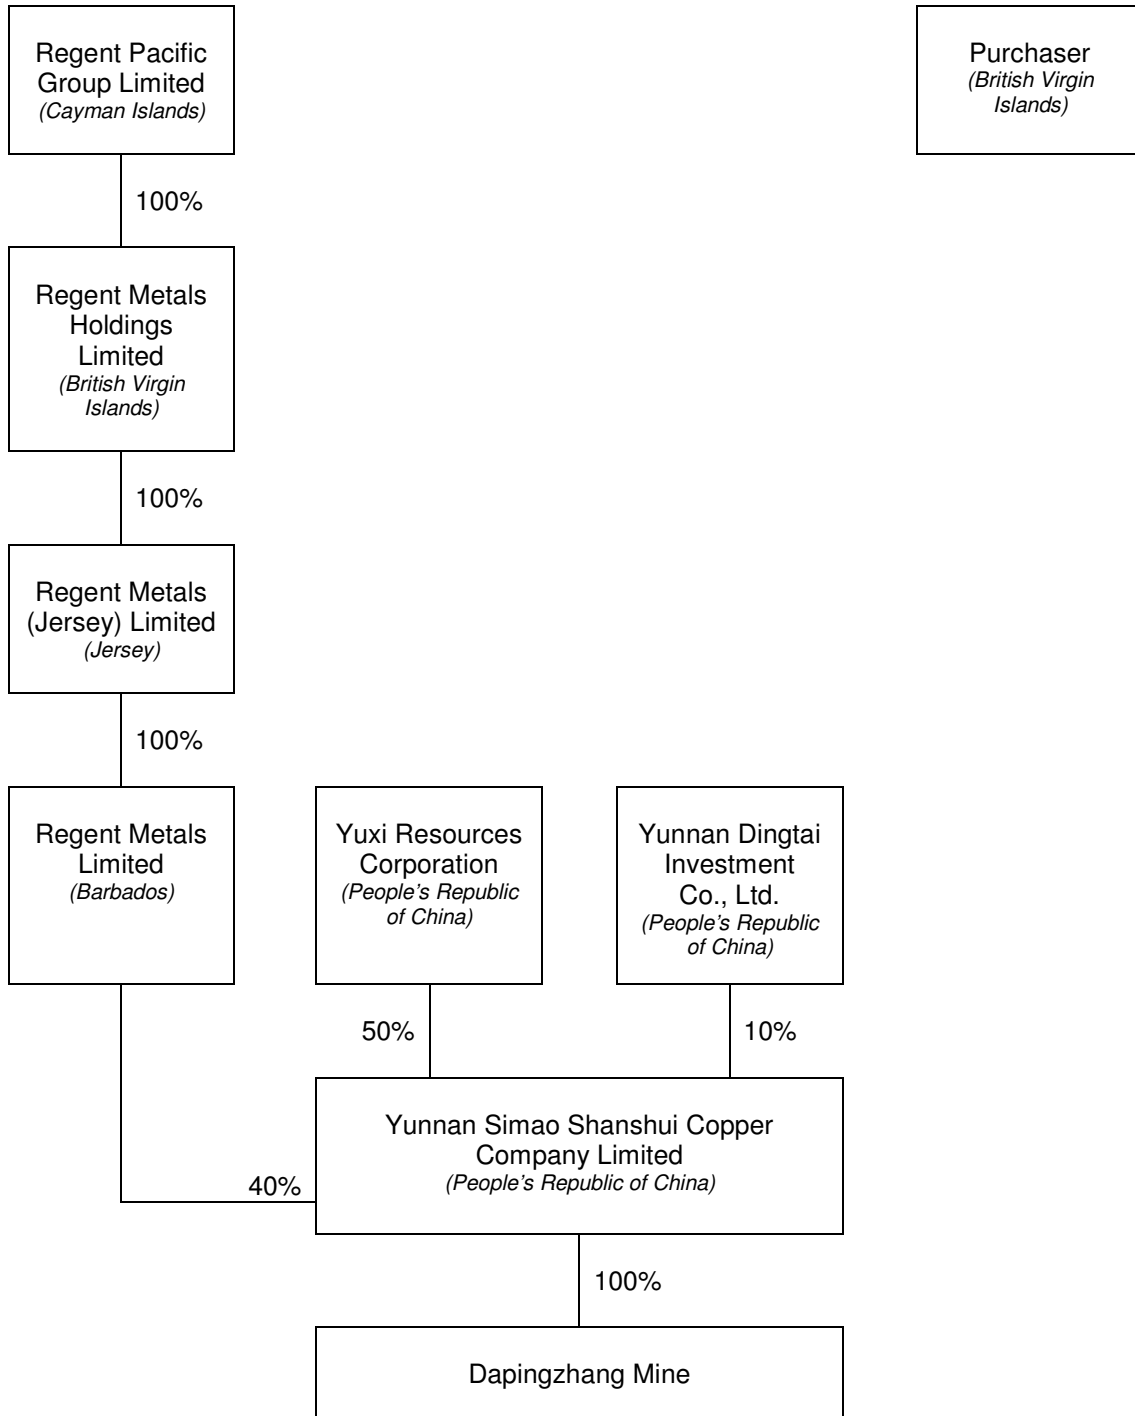 Regent Pacific
Group Limited
(Cayman Islands)
Purchaser
(British Virgin
Islands)
100%
Regent Metals
Holdings
Limited
(British Virgin
Islands)
100%
Regent Metals
(Jersey) Limited
(Jersey)
100%
Regent Metals
Limited
(Barbados)
Yuxi Resources
Corporation
(People's Republic
of China)
Yunnan Dingtai
Investment
Co., Ltd.
(People's Republic
of China)
50%
10%
Yunnan Simao Shanshui Copper
Company Limited
(People's Republic of China)
40%
100%
Dapingzhang Mine